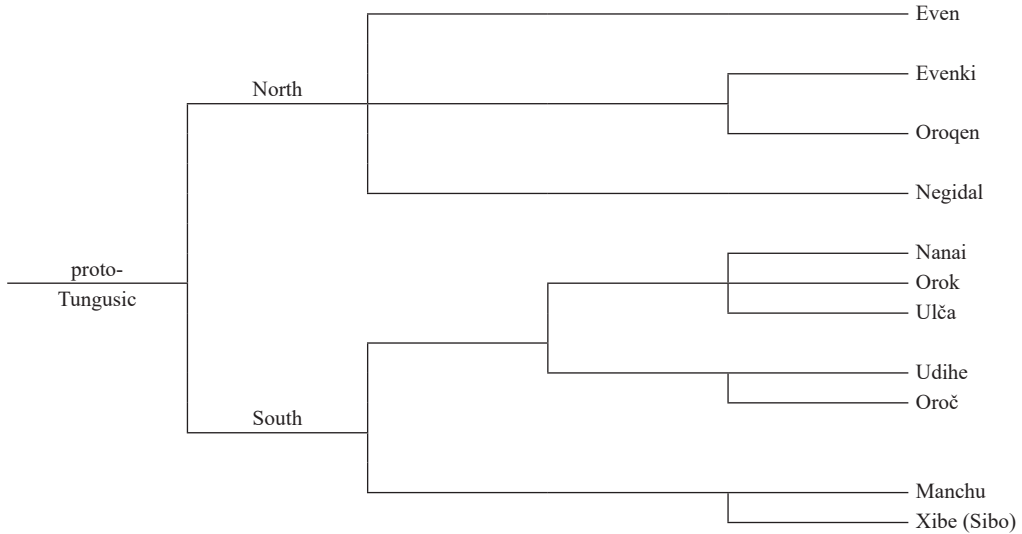 Even
Evenki
North
Oroqen
Negidal
Nanai
proto-
Tungusic
Orok
Ulča
Udihe
Oroč
South
Manchu
Xibe (Sibo)